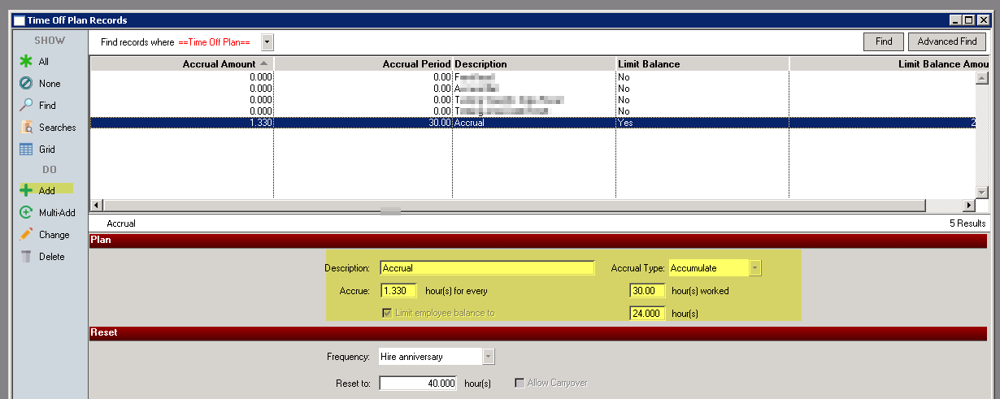 Time Off Plan Records
SHOW
All
None
Find
Searches
Grid
DO
Add
Multi-Add
Change
Delete
Find records where ==Time Off Plan== Find Advanced Find
Accrual Amount Accrual Period Description Limit Balance Limit Balance Amou
0.000 0.00 No
0.000 0.00 No
0.000 0.00 No
0.000 0.00 No
1.330 30.00 Accrual Yes 2
Accrual 5 Results
Plan
Description: Accrual Accrual Type: Accumulate
Accrue: 1.330 hour(s) for every 30.00 hour(s) worked
Limit employee balance to 24.000 hour(s)
Reset
Frequency: Hire anniversary
Reset to: 40.000 hour(s) Allow Carryover